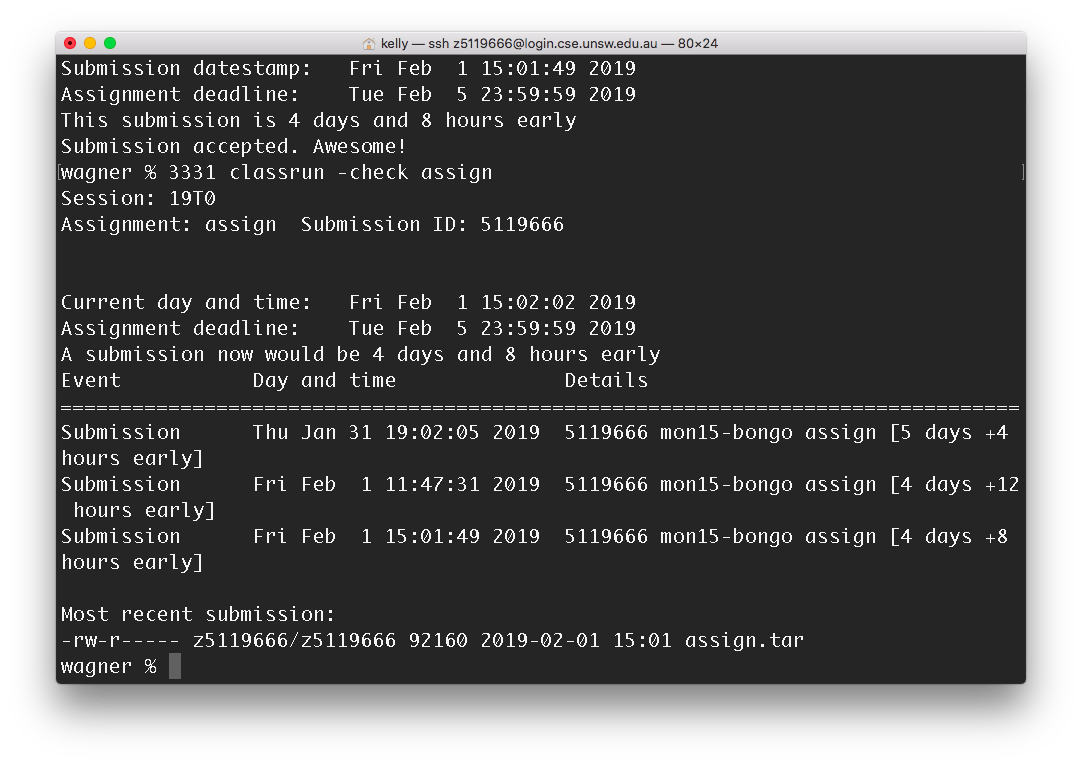 kelly — ssh z5119666@login.cse.unsw.edu.au — 80×24
Submission datestamp:   Fri Feb  1 15:01:49 2019
Assignment deadline:    Tue Feb  5 23:59:59 2019
This submission is 4 days and 8 hours early
Submission accepted. Awesome!
[wagner % 3331 classrun -check assign                                            ]
Session: 19T0
Assignment: assign  Submission ID: 5119666
Current day and time:   Fri Feb  1 15:02:02 2019
Assignment deadline:    Tue Feb  5 23:59:59 2019
A submission now would be 4 days and 8 hours early
Event           Day and time              Details
================================================================================
Submission      Thu Jan 31 19:02:05 2019  5119666 mon15-bongo assign [5 days +4
hours early]
Submission      Fri Feb  1 11:47:31 2019  5119666 mon15-bongo assign [4 days +12
 hours early]
Submission      Fri Feb  1 15:01:49 2019  5119666 mon15-bongo assign [4 days +8
hours early]
Most recent submission:
-rw-r----- z5119666/z5119666 92160 2019-02-01 15:01 assign.tar
wagner %